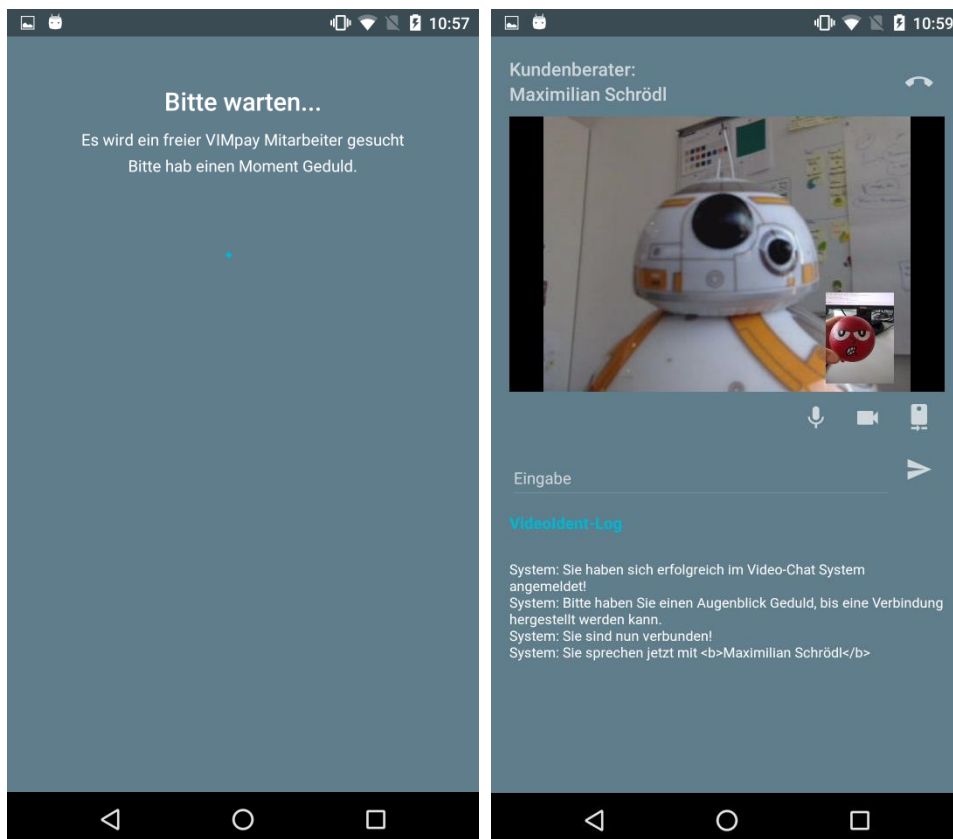 10:57
Bitte warten...
Es wird ein freier VIMpay Mitarbeiter gesucht
Bitte hab einen Moment Geduld.
10:59
Kundenberater:
Maximilian Schrödl
Eingabe
VideoIdent-Log
System: Sie haben sich erfolgreich im Video-Chat System
angemeldet!
System: Bitte haben Sie einen Augenblick Geduld, bis eine Verbindung
hergestellt werden kann.
System: Sie sind nun verbunden!
System: Sie sprechen jetzt mit <b>Maximilian Schrödl</b>